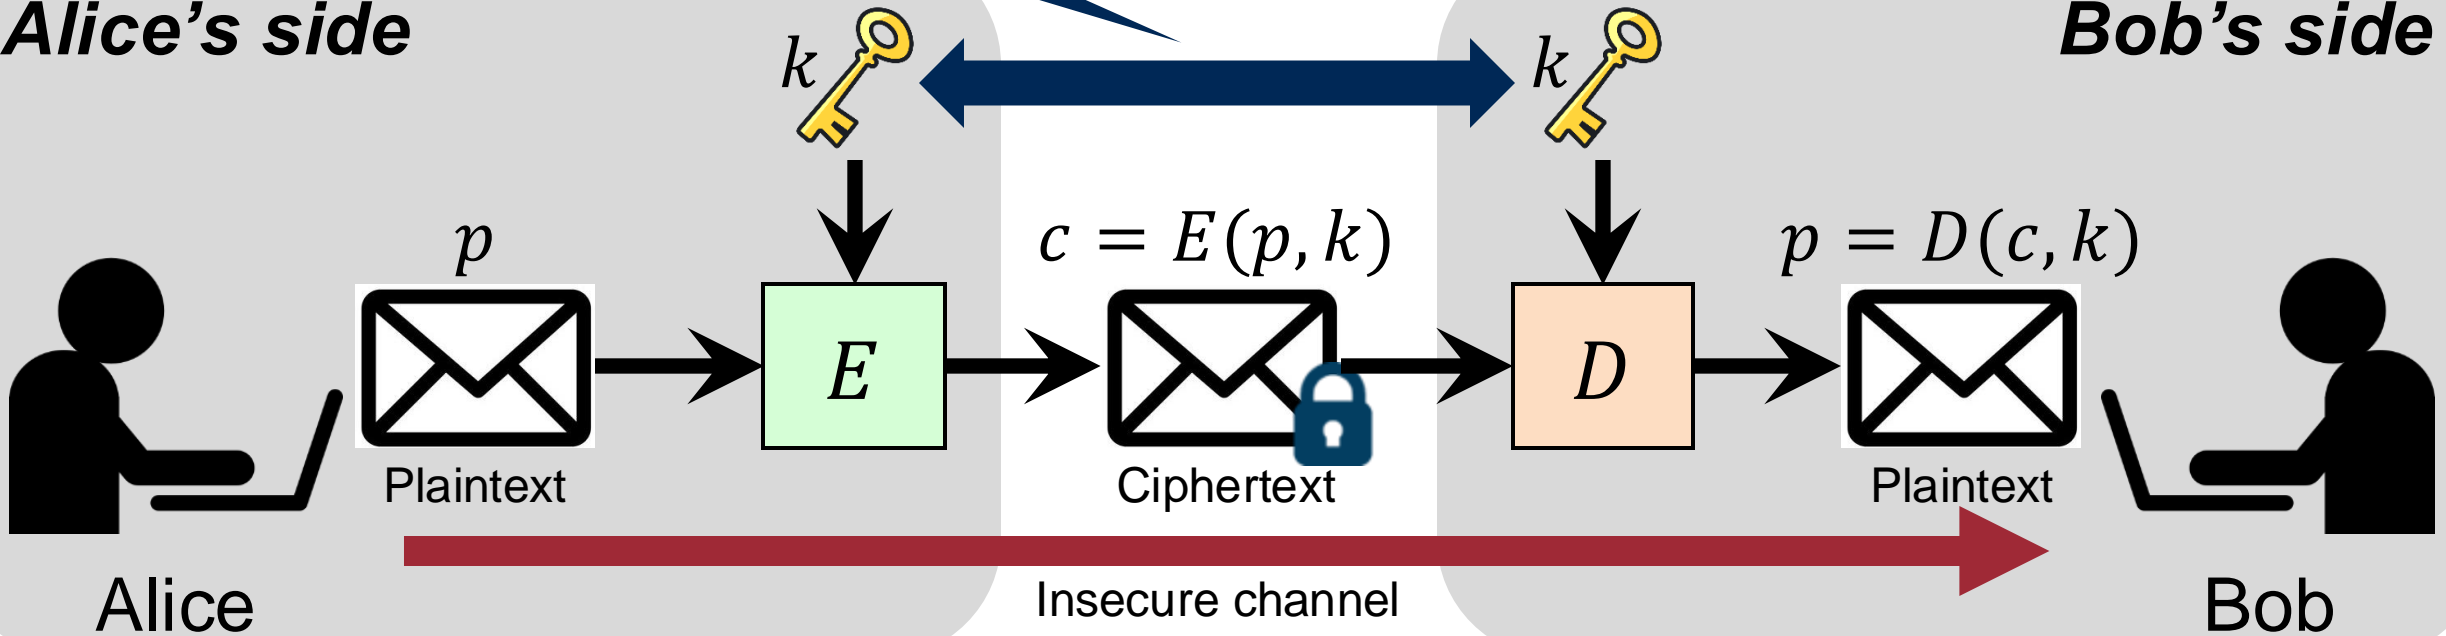 Alice’s side
Bob’s side
k
k
p
c = E(p, k)
p = D(c, k)
E
D
Plaintext
Ciphertext
Plaintext
Insecure channel
Alice
Bob